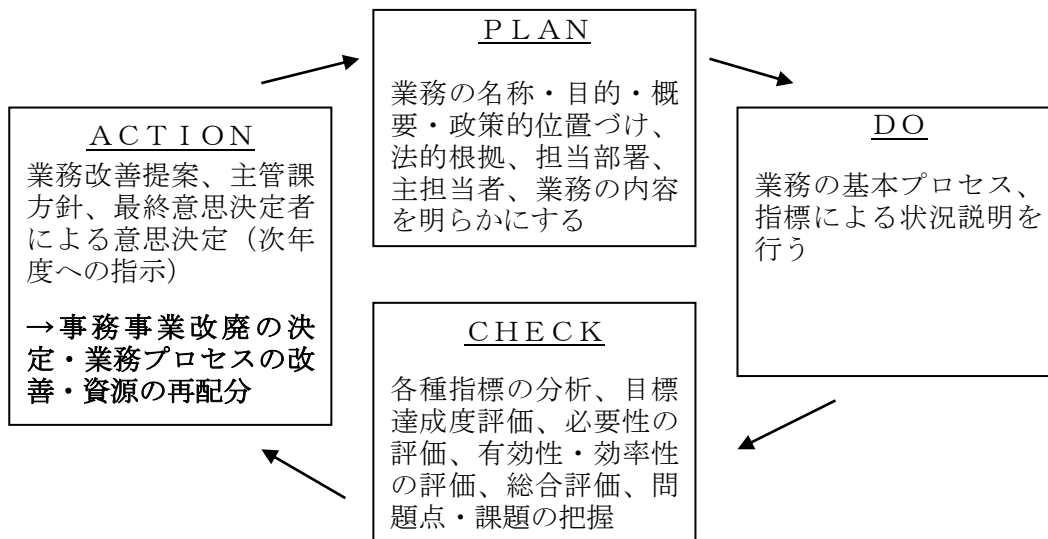 ＰＬＡＮ
業務の名称・目的・概
要・政策的位置づけ、
法的根拠、担当部署、
主担当者、業務の内容
を明らかにする
ＤＯ
業務の基本プロセス、
指標による状況説明を
行う
ＣＨＥＣＫ
各種指標の分析、目標
達成度評価、必要性の
評価、有効性・効率性
の評価、総合評価、問
題点・課題の把握
ＡＣＴＩＯＮ
業務改善提案、主管課
方針、最終意思決定者
による意思決定（次年
度への指示）
→事務事業改廃の決
定・業務プロセスの改
善・資源の再配分